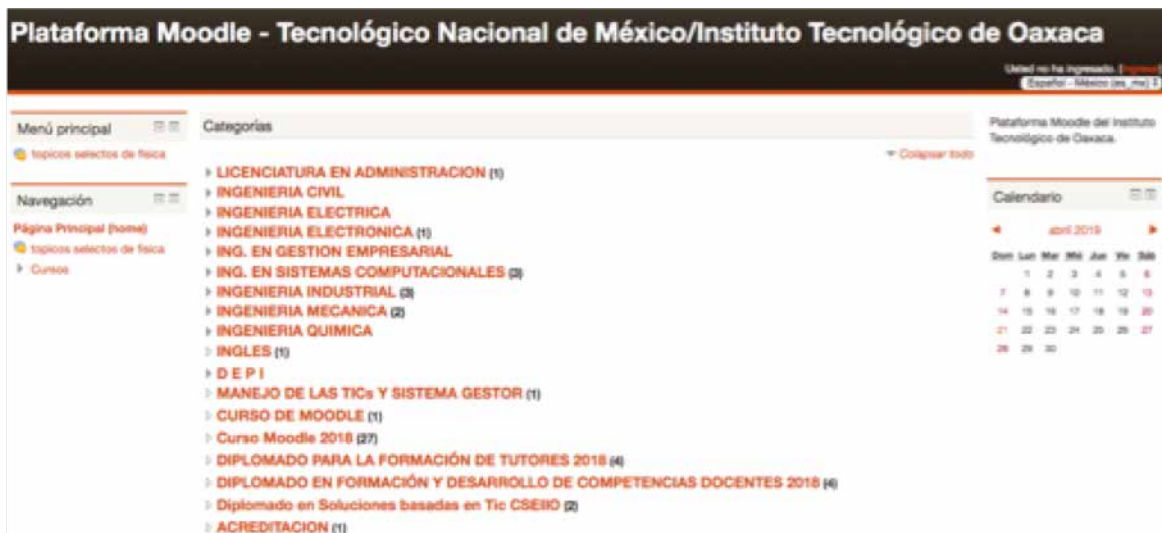 Plataforma Moodle - Tecnológico Nacional de México/Instituto Tecnológico de Oaxaca
Usted no ha ingresado. (Ingresar)
Español - México (es_mx)
Menú principal
topicos selectos de fisica
Navegación
Página Principal (home)
topicos selectos de fisica
Cursos
Categorías
Colapsar todo
LICENCIATURA EN ADMINISTRACION (1)
INGENIERIA CIVIL
INGENIERIA ELECTRICA
INGENIERIA ELECTRONICA (1)
ING. EN GESTION EMPRESARIAL
ING. EN SISTEMAS COMPUTACIONALES (3)
INGENIERIA INDUSTRIAL (3)
INGENIERIA MECANICA (2)
INGENIERIA QUIMICA
INGLES (1)
D E P I
MANEJO DE LAS TICs Y SISTEMA GESTOR (1)
CURSO DE MOODLE (1)
Curso Moodle 2018 (27)
DIPLOMADO PARA LA FORMACIÓN DE TUTORES 2018 (4)
DIPLOMADO EN FORMACIÓN Y DESARROLLO DE COMPETENCIAS DOCENTES 2018 (4)
Diplomado en Soluciones basadas en Tic CSEIIO (2)
ACREDITACION (1)
Plataforma Moodle del Instituto
Tecnológico de Oaxaca.
Calendario
abril 2019
Dom Lun Mar Mié Jue Vie Sáb
1 2 3 4 5 6
7 8 9 10 11 12 13
14 15 16 17 18 19 20
21 22 23 24 25 26 27
28 29 30